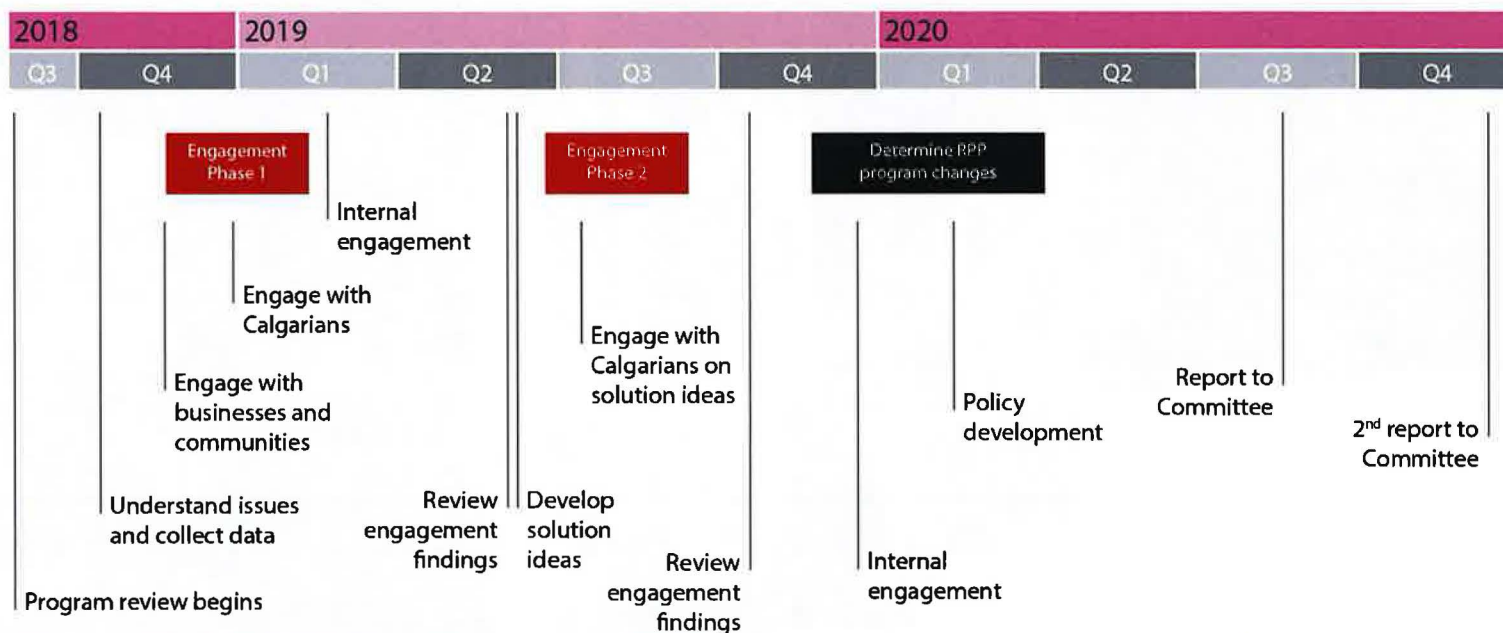 2018
2019
2020
Q3
Q4
Q1
Q2
Q3
Q4
Q1
Q2
Q3
Q4
Engagement
Phase 1
Engagement
Phase 2
Determine RPP
program changes
Internal
engagement
Engage with
Calgarians
Engage with
businesses and
communities
Understand issues
and collect data
Program review begins
Review
engagement
findings
Develop
solution
ideas
Engage with
Calgarians on
solution ideas
Review
engagement
findings
Internal
engagement
Policy
development
Report to
Committee
2nd report to
Committee